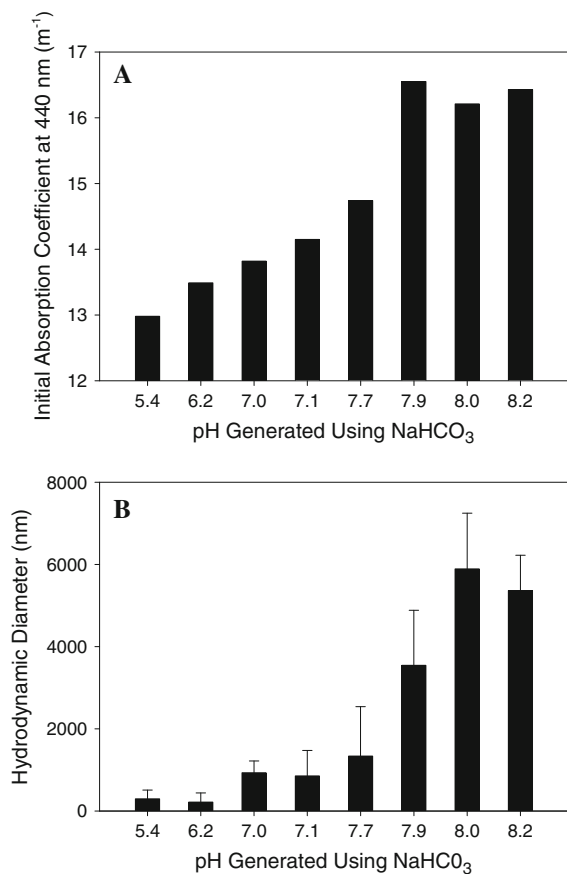 A
Initial Absorption Coefficient at 440 nm (m⁻¹)
17
16
15
14
13
12
5.4 6.2 7.0 7.1 7.7 7.9 8.0 8.2
pH Generated Using NaHCO₃
B
Hydrodynamic Diameter (nm)
8000
6000
4000
2000
0
5.4 6.2 7.0 7.1 7.7 7.9 8.0 8.2
pH Generated Using NaHC0₃